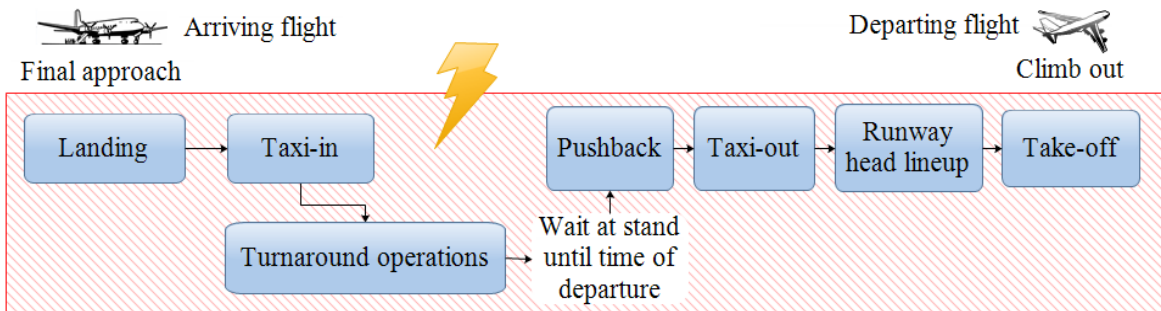 Arriving flight
Final approach
Departing flight
Climb out
Landing
Taxi-in
Turnaround operations
Wait at stand
until time of
departure
Pushback
Taxi-out
Runway
head lineup
Take-off